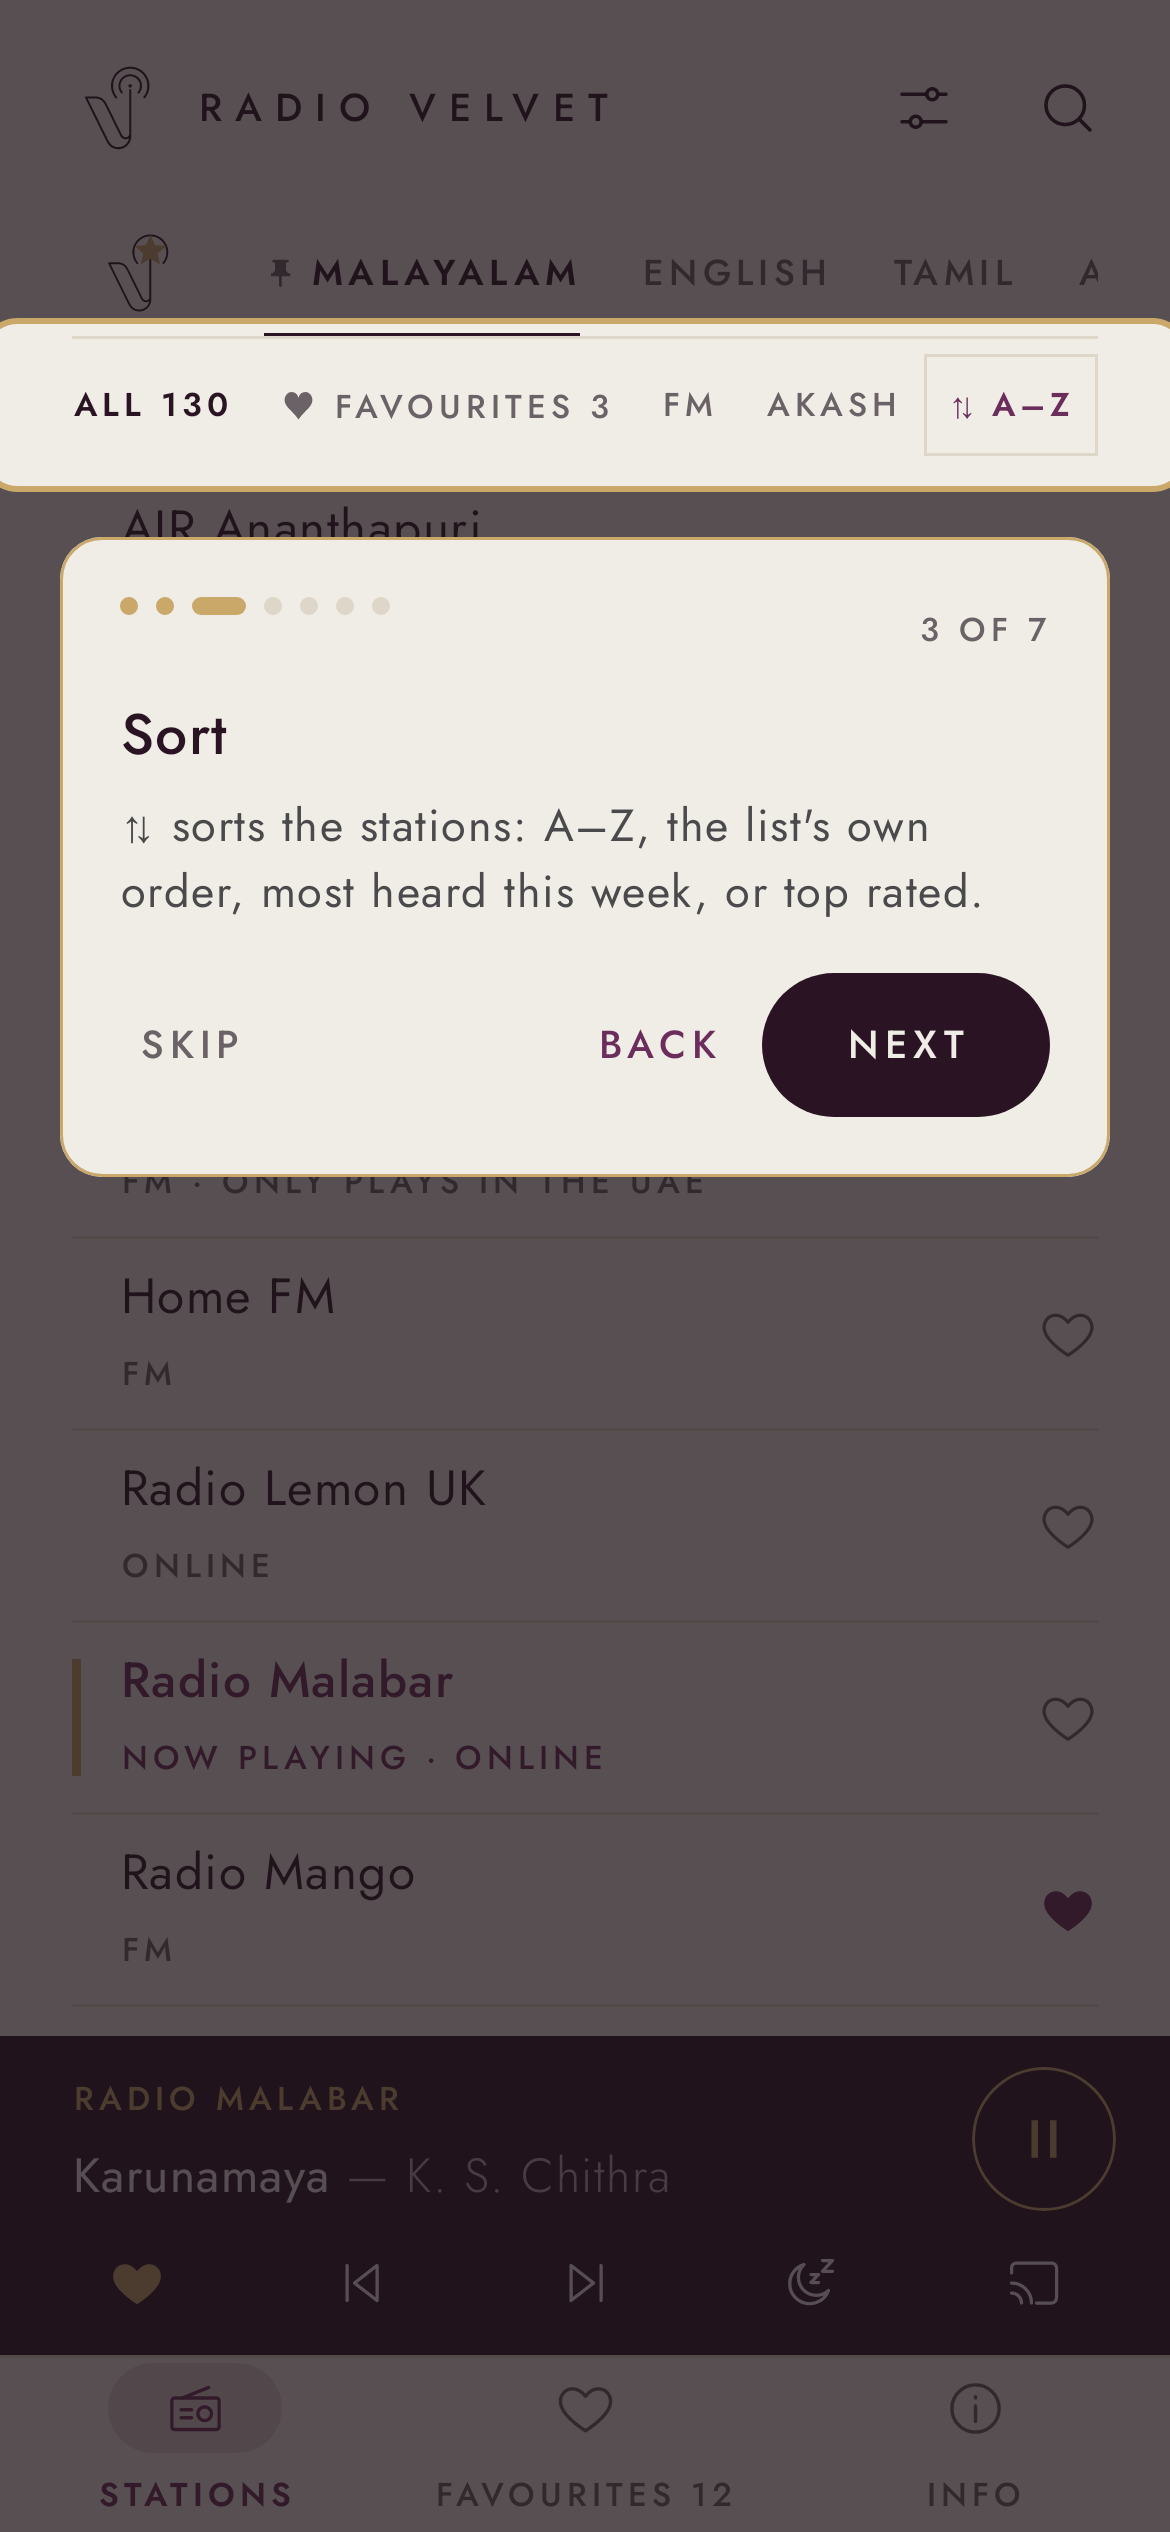 RADIO VELVET
MALAYALAM ENGLISH TAMIL
ALL 130 ♥ FAVOURITES 3 FM AKASH ⇅ A–Z
AIR Ananthapuri
3 OF 7
Sort
⇅ sorts the stations: A–Z, the list's own
order, most heard this week, or top rated.
SKIP BACK NEXT
FM · ONLY PLAYS IN THE UAE
Home FM
FM
Radio Lemon UK
ONLINE
Radio Malabar
NOW PLAYING · ONLINE
Radio Mango
FM
RADIO MALABAR
Karunamaya — K. S. Chithra
STATIONS FAVOURITES 12 INFO